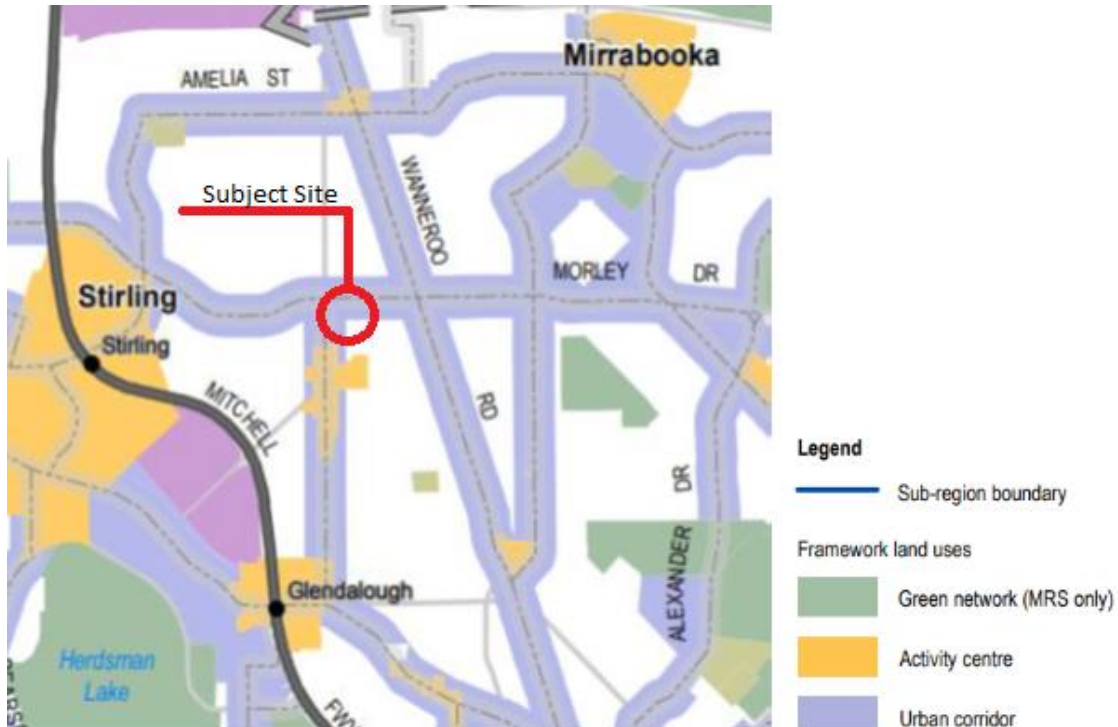 Mirrabooka
AMELIA ST
Subject Site
WANNEROO
RD
MORLEY DR
Stirling
Stirling
MITCHELL
FWY
DR
ALEXANDER
Glendalough
Herdsman
Lake
Legend
Sub-region boundary
Framework land uses
Green network (MRS only)
Activity centre
Urban corridor